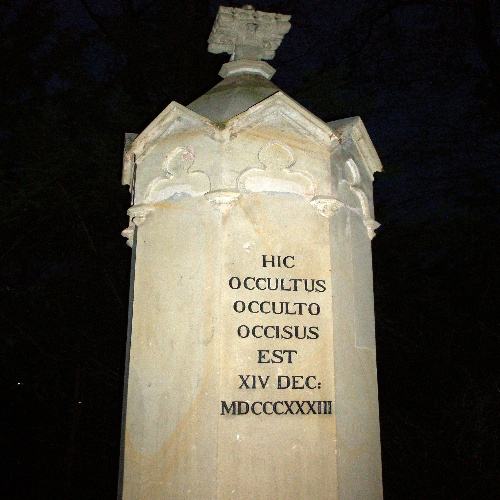 HIC
OCCULTUS
OCCULTO
OCCISUS
EST
XIV DEC:
MDCCCXXXIII